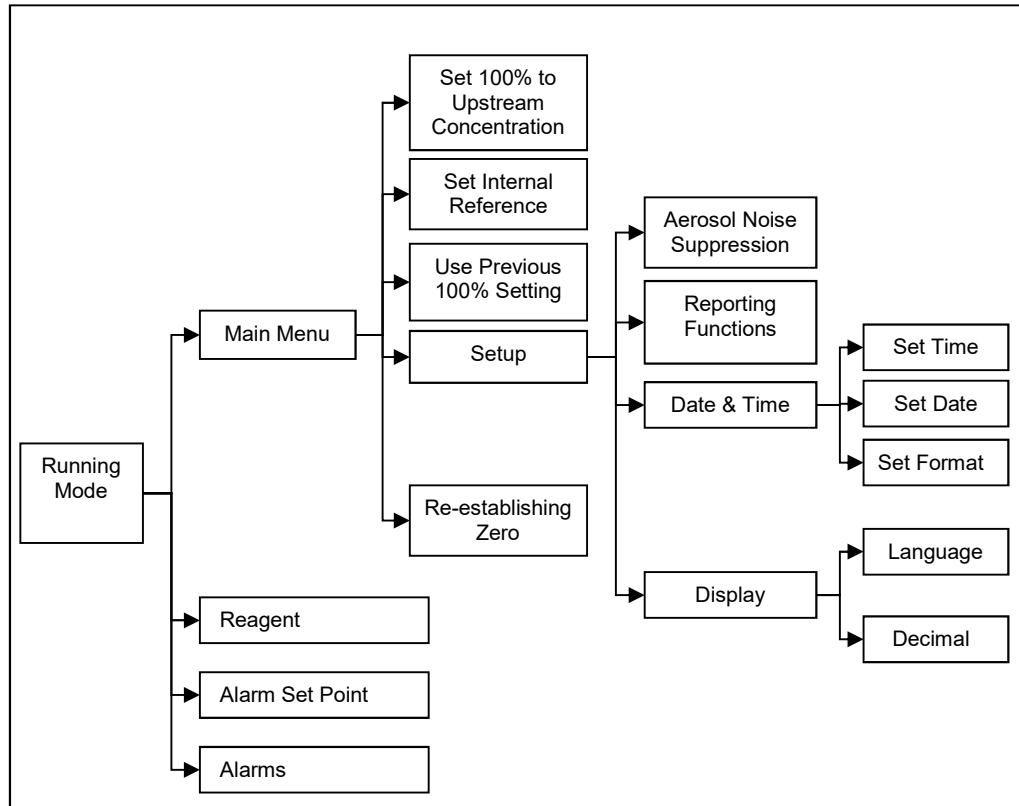 Set 100% to
Upstream
Concentration
Set Internal
Reference
Use Previous
100% Setting
Main Menu
Setup
Re-establishing
Zero
Aerosol Noise
Suppression
Reporting
Functions
Date & Time
Set Time
Set Date
Set Format
Display
Language
Decimal
Running
Mode
Reagent
Alarm Set Point
Alarms